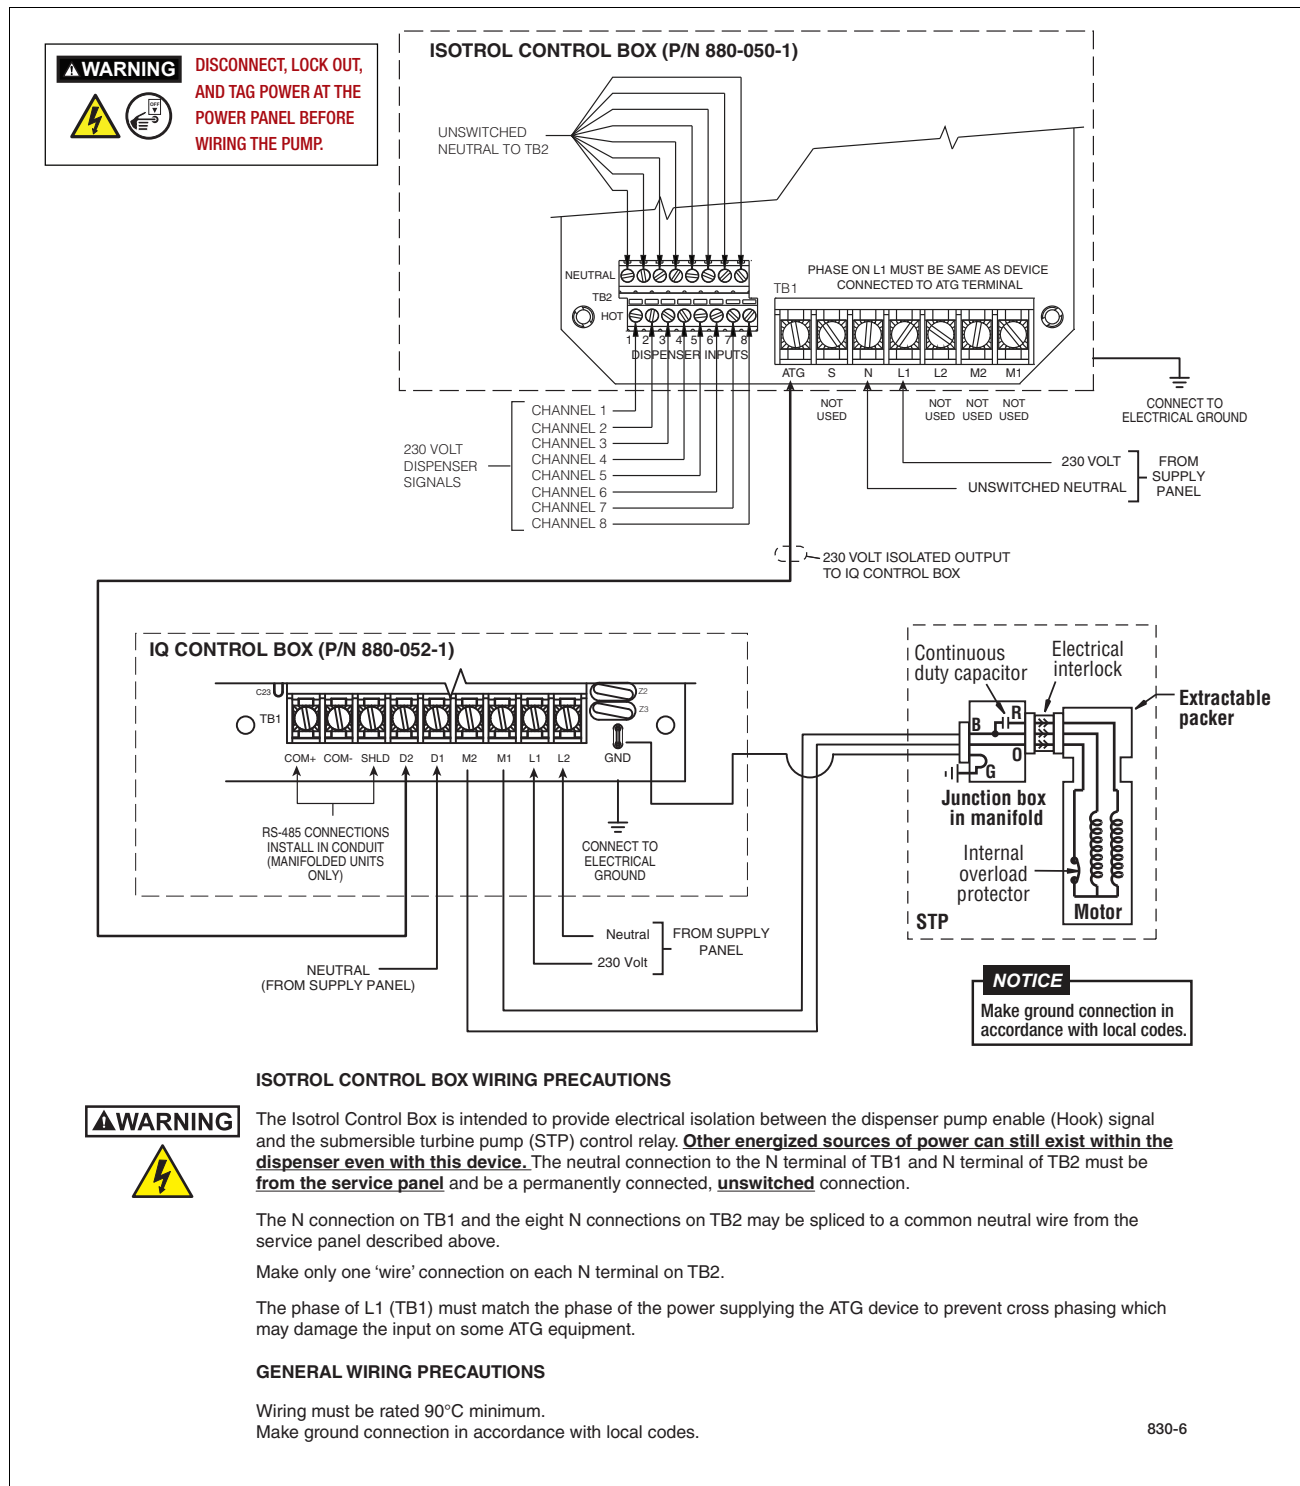 WARNING
DISCONNECT, LOCK OUT,
AND TAG POWER AT THE
POWER PANEL BEFORE
WIRING THE PUMP.
OFF
ISOTROL CONTROL BOX (P/N 880-050-1)
UNSWITCHED
NEUTRAL TO TB2
NEUTRAL
TB2
HOT
1 2 3 4 5 6 7 8
DISPENSER INPUTS
PHASE ON L1 MUST BE SAME AS DEVICE
CONNECTED TO ATG TERMINAL
TB1
ATG S N L1 L2 M2 M1
NOT
USED
NOT
USED
NOT
USED
NOT
USED
CONNECT TO
ELECTRICAL GROUND
230 VOLT
DISPENSER
SIGNALS
CHANNEL 1
CHANNEL 2
CHANNEL 3
CHANNEL 4
CHANNEL 5
CHANNEL 6
CHANNEL 7
CHANNEL 8
230 VOLT
UNSWITCHED NEUTRAL
FROM
SUPPLY
PANEL
230 VOLT ISOLATED OUTPUT
TO IQ CONTROL BOX
IQ CONTROL BOX (P/N 880-052-1)
C23
TB1
Z2
Z3
COM+ COM- SHLD D2 D1 M2 M1 L1 L2 GND
RS-485 CONNECTIONS
INSTALL IN CONDUIT
(MANIFOLDED UNITS
ONLY)
CONNECT TO
ELECTRICAL
GROUND
Neutral
230 Volt
FROM SUPPLY
PANEL
NEUTRAL
(FROM SUPPLY PANEL)
Continuous
duty capacitor
Electrical
interlock
Extractable
packer
B
R
O
G
Junction box
in manifold
Internal
overload
protector
Motor
STP
NOTICE
Make ground connection in
accordance with local codes.
ISOTROL CONTROL BOX WIRING PRECAUTIONS
WARNING
The Isotrol Control Box is intended to provide electrical isolation between the dispenser pump enable (Hook) signal
and the submersible turbine pump (STP) control relay. Other energized sources of power can still exist within the
dispenser even with this device. The neutral connection to the N terminal of TB1 and N terminal of TB2 must be
from the service panel and be a permanently connected, unswitched connection.
The N connection on TB1 and the eight N connections on TB2 may be spliced to a common neutral wire from the
service panel described above.
Make only one ‘wire’ connection on each N terminal on TB2.
The phase of L1 (TB1) must match the phase of the power supplying the ATG device to prevent cross phasing which
may damage the input on some ATG equipment.
GENERAL WIRING PRECAUTIONS
Wiring must be rated 90°C minimum.
Make ground connection in accordance with local codes.
830-6